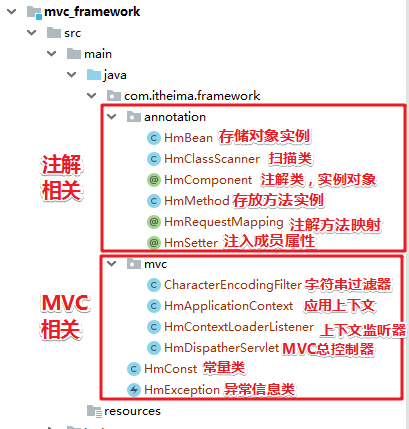 mvc_framework
src
main
java
com.itheima.framework
annotation
HmBean 存储对象实例
HmClassScanner 扫描类
HmComponent 注解类，实例对象
HmMethod 存放方法实例
HmRequestMapping 注解方法映射
HmSetter 注入成员属性
注解
相关
mvc
CharacterEncodingFilter 字符串过滤器
HmApplicationContext 应用上下文
HmContextLoaderListener 上下文监听器
HmDispatherServlet MVC总控制器
MVC
相关
HmConst 常量类
HmException 异常信息类
resources